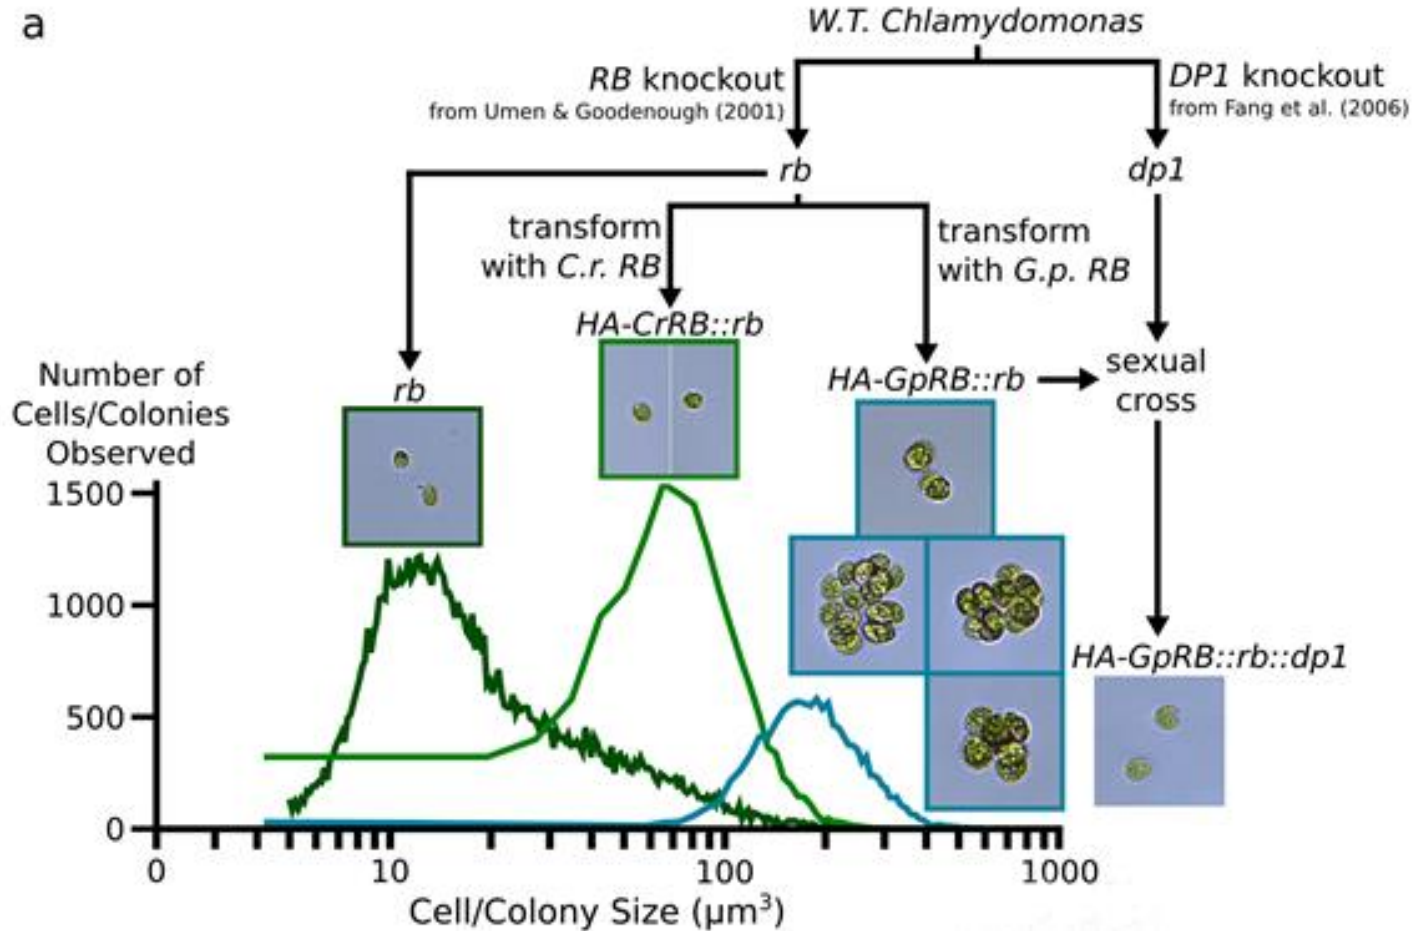 a
W.T. Chlamydomonas
RB knockout
from Umen & Goodenough (2001)
DP1 knockout
from Fang et al. (2006)
rb
dp1
transform
with C.r. RB
transform
with G.p. RB
HA-CrRB::rb
rb
HA-GpRB::rb
sexual
cross
HA-GpRB::rb::dp1
Number of
Cells/Colonies
Observed
1500
1000
500
0
0 10 100 1000
Cell/Colony Size (μm³)